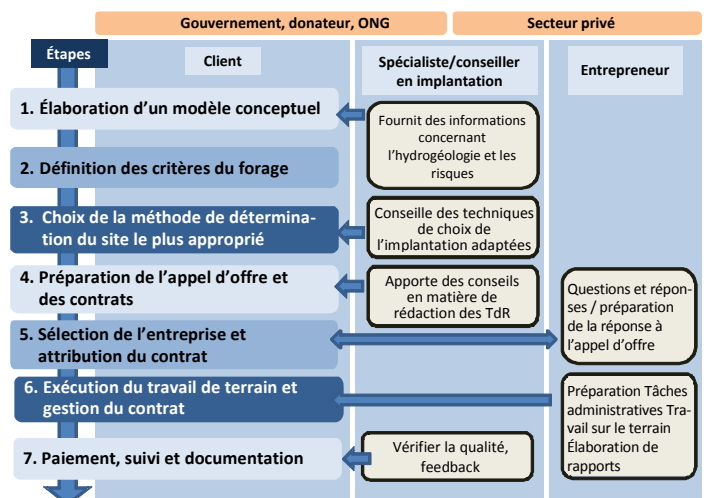 Gouvernement, donateur, ONG
Secteur privé
Étapes
Client
Spécialiste/conseiller
en implantation
Entrepreneur
1. Élaboration d’un modèle conceptuel
Fournit des informations
concernant
l’hydrogéologie et les
risques
2. Définition des critères du forage
3. Choix de la méthode de détermina-
tion du site le plus approprié
Conseille des techniques
de choix de
l’implantation adaptées
4. Préparation de l’appel d’offre et
des contrats
Apporte des conseils
en matière de
rédaction des TdR
Questions et répon-
ses / préparation
de la réponse à
l’appel d’offre
5. Sélection de l’entreprise et
attribution du contrat
6. Exécution du travail de terrain et
gestion du contrat
Préparation Tâches
administratives Tra-
vail sur le terrain
Élaboration de
rapports
7. Paiement, suivi et documentation
Vérifier la qualité,
feedback